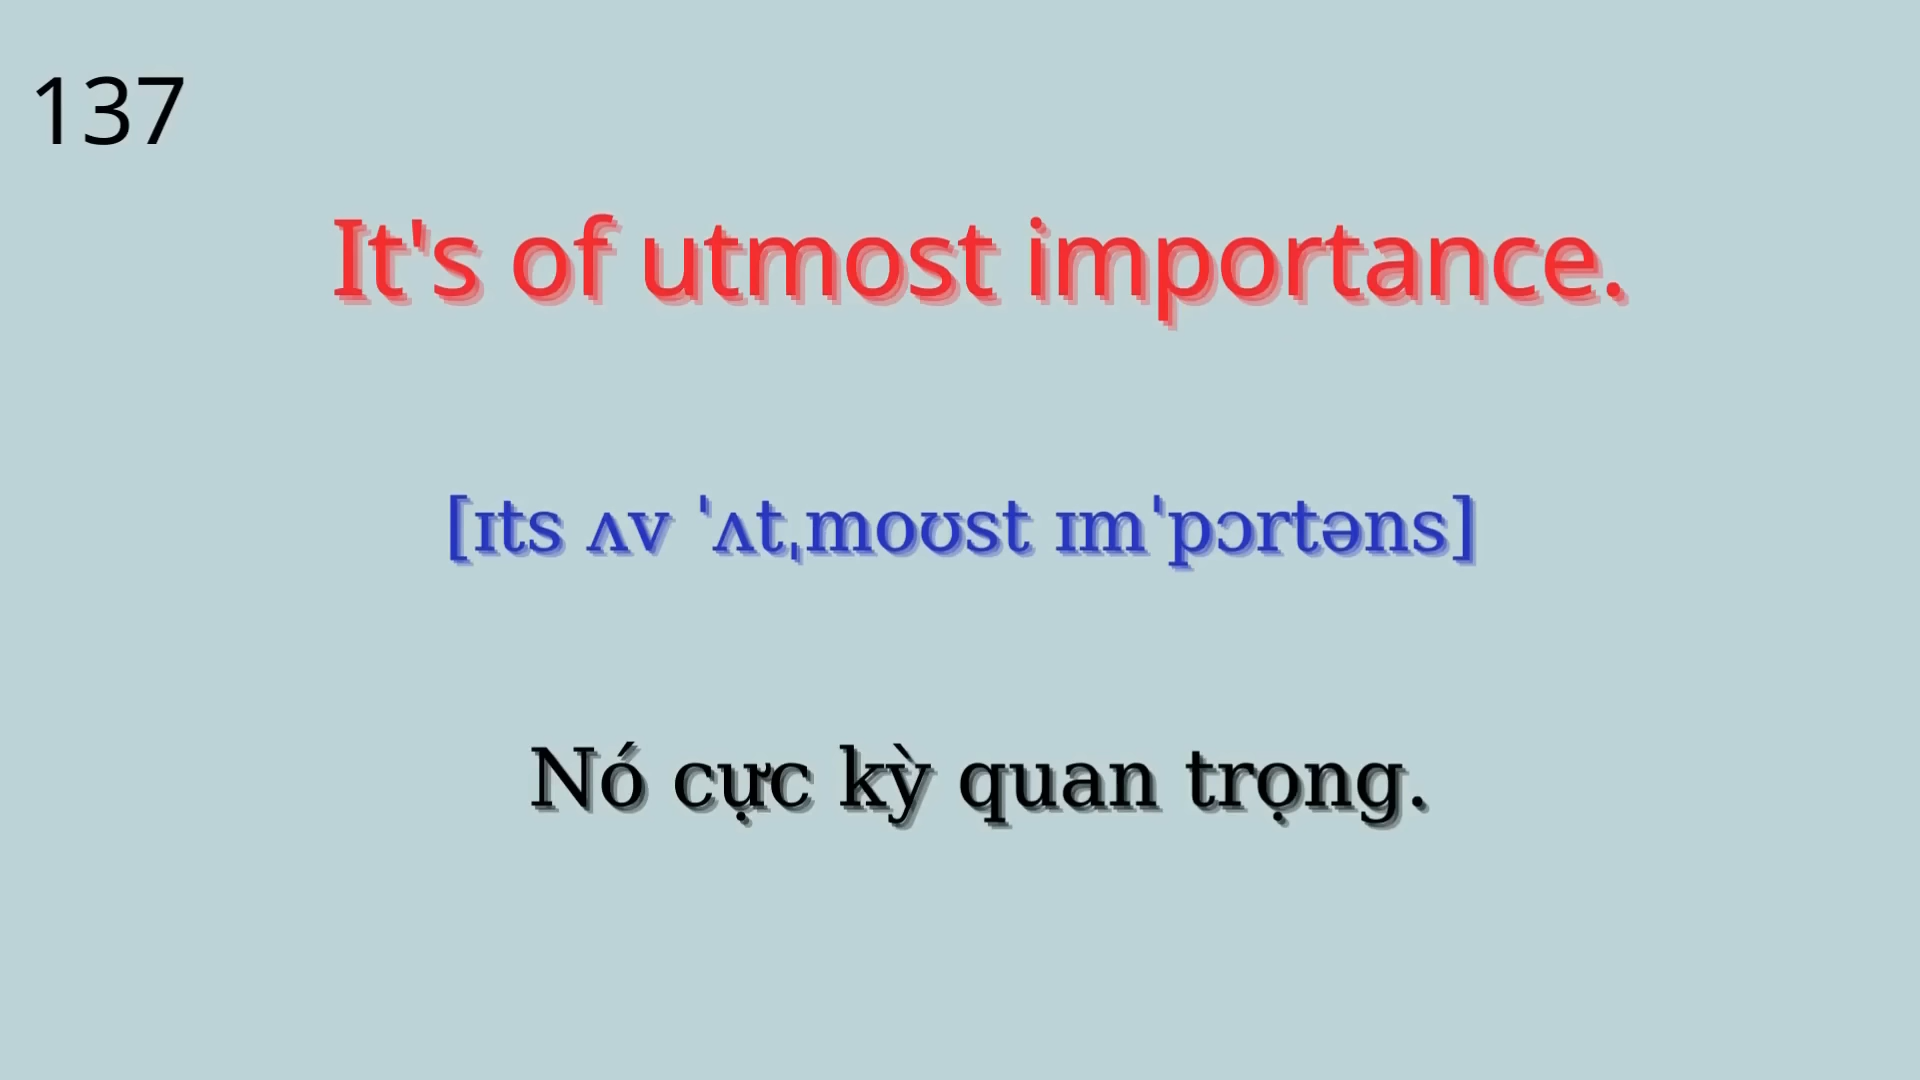 137
It's of utmost importance.
[ɪts ʌv ˈʌtˌmoʊst ɪmˈpɔrtəns]
Nó cực kỳ quan trọng.